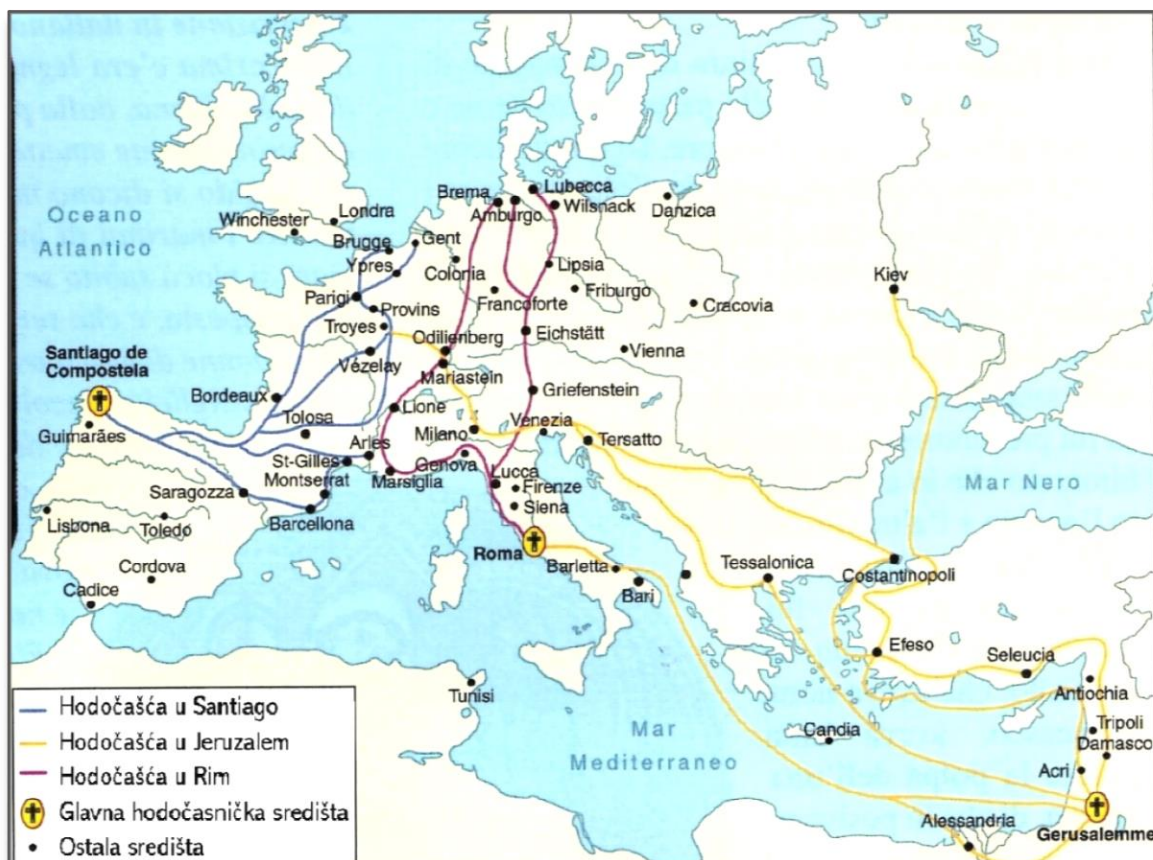 Oceano
Atlantico
Winchester
Londra
Brugge
Gent
Ypres
Colonia
Parigi
Provins
Troyes
Brema
Amburgo
Lubecca
Wilsnack
Danzica
Lipsia
Friburgo
Francoforte
Cracovia
Kiev
Eichstätt
Odilienberg
Vienna
Vézelay
Mariastein
Griefenstein
Santiago de
Compostela
Bordeaux
Guimarães
Tolosa
Lione
Milano
Venezia
Tersatto
Arles
St-Gilles
Montserrat
Marsiglia
Genova
Lucca
Firenze
Siena
Saragozza
Barcellona
Lisbona
Toledo
Cordova
Cadice
Roma
Barletta
Bari
Tessalonica
Mar Nero
Costantinopoli
Efeso
Seleucia
Antiochia
Tripoli
Damasco
Acri
Candia
Tunisi
Mar
Mediterraneo
Alessandria
Gerusalemme
Hodočašća u Santiago
Hodočašća u Jeruzalem
Hodočašća u Rim
Glavna hodočasnička središta
Ostala središta